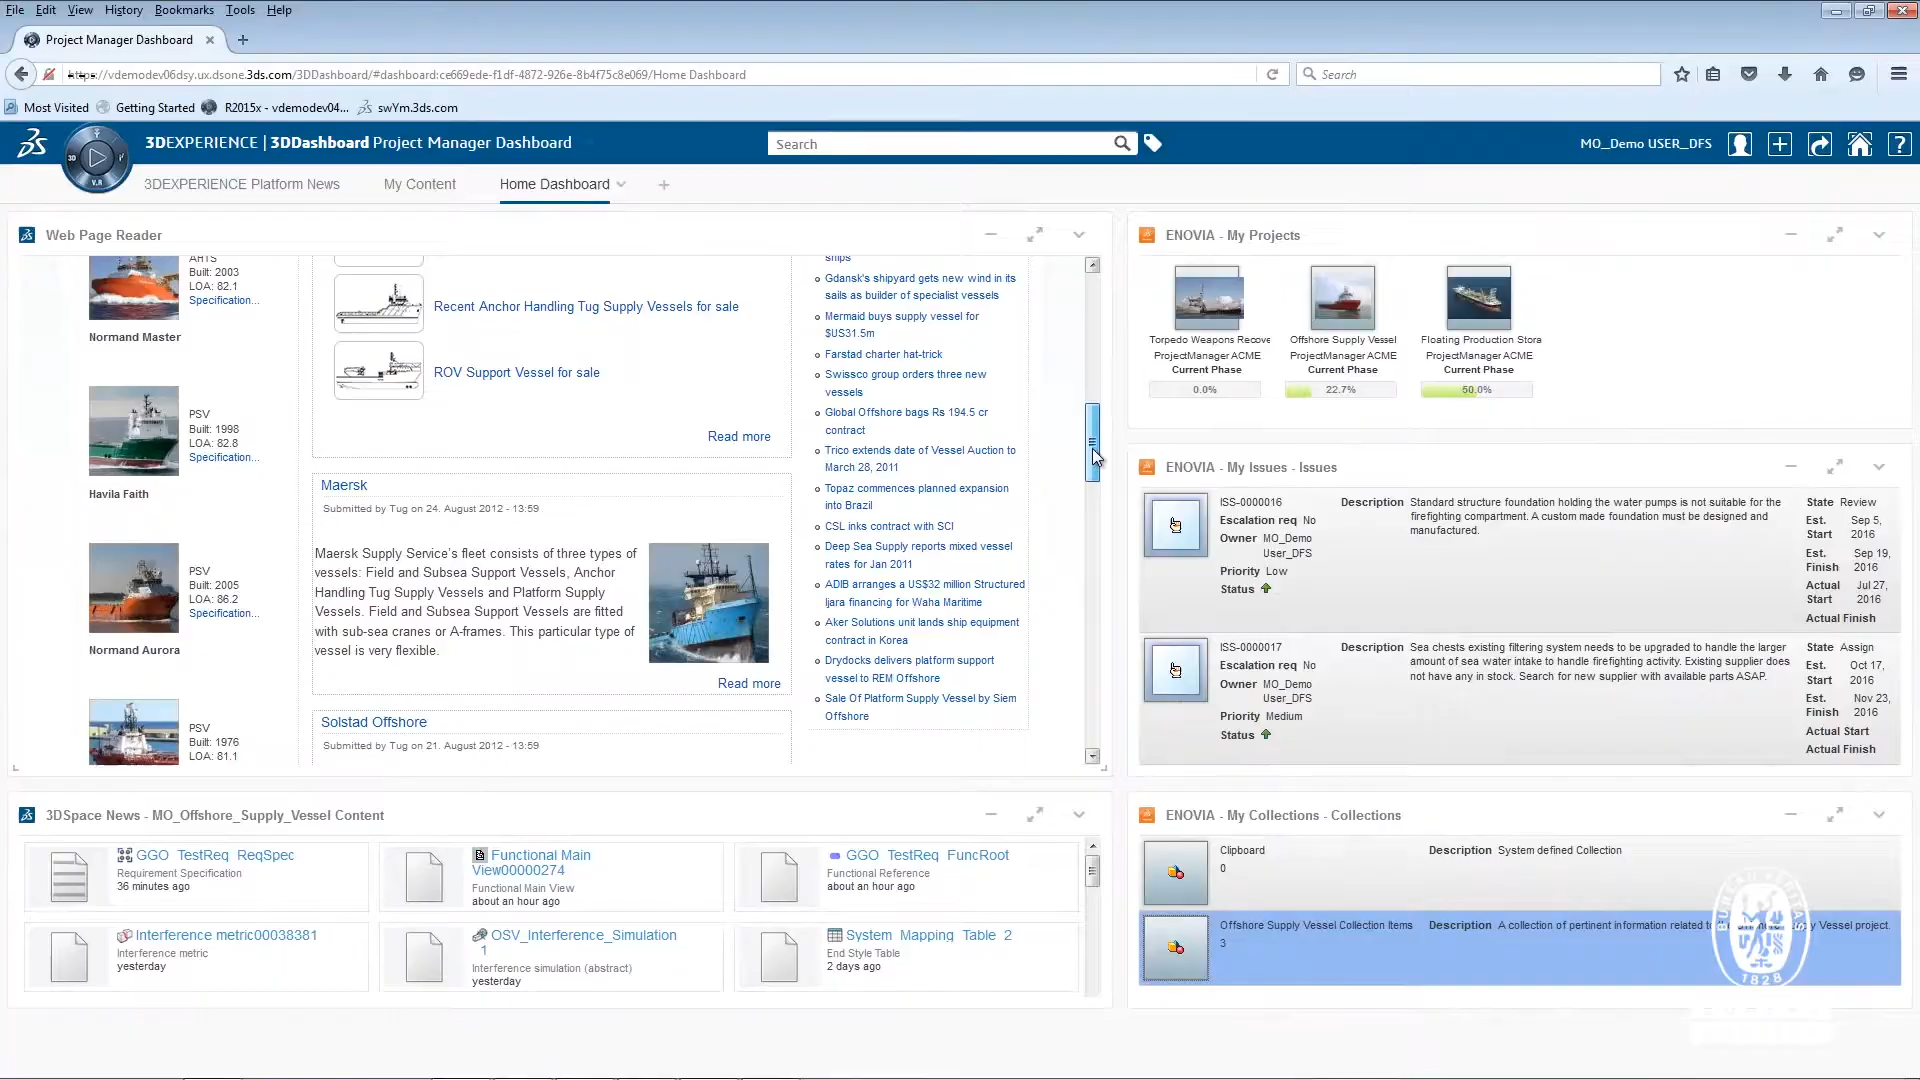 File Edit View History Bookmarks Tools Help
Project Manager Dashboard
https://vdemodev06dsy.ux.dsone.3ds.com/3DDashboard/#dashboard:ce669ede-f1df-4872-926e-8b4f75c8e069/Home Dashboard
Search
Most Visited Getting Started R2015x - vdemodev04... swYm.3ds.com
3DEXPERIENCE | 3DDashboard Project Manager Dashboard
Search
MO_Demo USER_DFS
3D
V.R
3DEXPERIENCE Platform News My Content Home Dashboard
Web Page Reader
AHTS
Built: 2003
LOA: 82.1
Specification...
Normand Master
PSV
Built: 1998
LOA: 82.8
Specification...
Havila Faith
PSV
Built: 2005
LOA: 86.2
Specification...
Normand Aurora
PSV
Built: 1976
LOA: 81.1
Recent Anchor Handling Tug Supply Vessels for sale
ROV Support Vessel for sale
Read more
Maersk
Submitted by Tug on 24. August 2012 - 13:59
Maersk Supply Service's fleet consists of three types of
vessels: Field and Subsea Support Vessels, Anchor
Handling Tug Supply Vessels and Platform Supply
Vessels. Field and Subsea Support Vessels are fitted
with sub-sea cranes or A-frames. This particular type of
vessel is very flexible.
Read more
Solstad Offshore
Submitted by Tug on 21. August 2012 - 13:59
ships
Gdansk's shipyard gets new wind in its
sails as builder of specialist vessels
Mermaid buys supply vessel for
$US31.5m
Farstad charter hat-trick
Swissco group orders three new
vessels
Global Offshore bags Rs 194.5 cr
contract
Trico extends date of Vessel Auction to
March 28, 2011
Topaz commences planned expansion
into Brazil
CSL inks contract with SCI
Deep Sea Supply reports mixed vessel
rates for Jan 2011
ADIB arranges a US$32 million Structured
Ijara financing for Waha Maritime
Aker Solutions unit lands ship equipment
contract in Korea
Drydocks delivers platform support
vessel to REM Offshore
Sale Of Platform Supply Vessel by Siem
Offshore
ENOVIA - My Projects
Torpedo Weapons Recove Offshore Supply Vessel Floating Production Stora
ProjectManager ACME ProjectManager ACME ProjectManager ACME
Current Phase Current Phase Current Phase
0.0% 22.7% 50.0%
ENOVIA - My Issues - Issues
ISS-0000016
Escalation req No
Owner MO_Demo
User_DFS
Priority Low
Status
Description Standard structure foundation holding the water pumps is not suitable for the
firefighting compartment. A custom made foundation must be designed and
manufactured.
State Review
Est. Sep 5,
Start 2016
Est. Sep 19,
Finish 2016
Actual Jul 27,
Start 2016
Actual Finish
ISS-0000017
Escalation req No
Owner MO_Demo
User_DFS
Priority Medium
Status
Description Sea chests existing filtering system needs to be upgraded to handle the larger
amount of sea water intake to handle firefighting activity. Existing supplier does
not have any in stock. Search for new supplier with available parts ASAP.
State Assign
Est. Oct 17,
Start 2016
Est. Nov 23,
Finish 2016
Actual Start
Actual Finish
3DSpace News - MO_Offshore_Supply_Vessel Content
GGO_TestReq_ReqSpec
Requirement Specification
36 minutes ago
Functional Main
View00000274
Functional Main View
about an hour ago
GGO_TestReq_FuncRoot
Functional Reference
about an hour ago
Interference metric00038381
Interference metric
yesterday
OSV_Interference_Simulation
1
Interference simulation (abstract)
yesterday
System_Mapping_Table_2
End Style Table
2 days ago
ENOVIA - My Collections - Collections
Clipboard
0
Description System defined Collection
Offshore Supply Vessel Collection Items
3
Description A collection of pertinent information related to Vessel project.
BUREAU VERITAS
1828